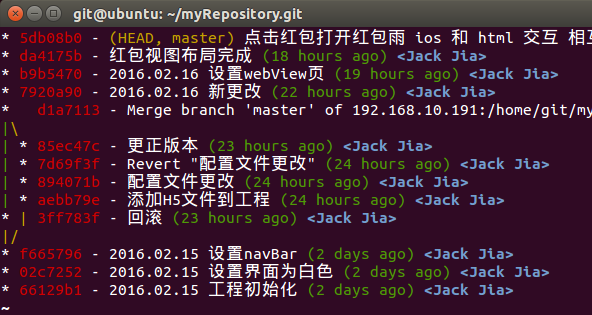 git@ubuntu: ~/myRepository.git
* 5db08b0 - (HEAD, master) 点击红包打开红包雨 ios 和 html 交互 相互
* da4175b - 红包视图布局完成 (18 hours ago) <Jack Jia>
* b9b5470 - 2016.02.16 设置webView页 (19 hours ago) <Jack Jia>
* 7920a90 - 2016.02.16 新更改 (22 hours ago) <Jack Jia>
*   d1a7113 - Merge branch 'master' of 192.168.10.191:/home/git/my
|\
| * 85ec47c - 更正版本 (23 hours ago) <Jack Jia>
| * 7d69f3f - Revert "配置文件更改" (24 hours ago) <Jack Jia>
| * 894071b - 配置文件更改 (24 hours ago) <Jack Jia>
| * aebb79e - 添加H5文件到工程 (24 hours ago) <Jack Jia>
* | 3ff783f - 回滚 (23 hours ago) <Jack Jia>
|/
* f665796 - 2016.02.15 设置navBar (2 days ago) <Jack Jia>
* 02c7252 - 2016.02.15 设置界面为白色 (2 days ago) <Jack Jia>
* 66129b1 - 2016.02.15 工程初始化 (2 days ago) <Jack Jia>
~